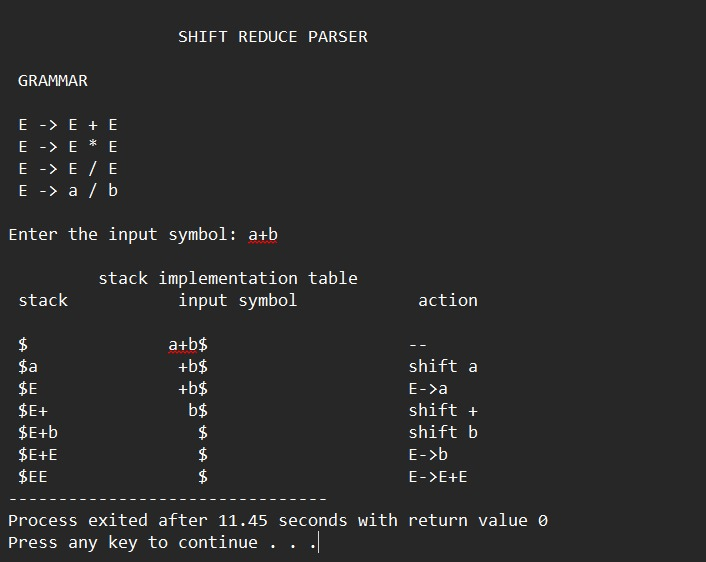 SHIFT REDUCE PARSER
GRAMMAR
E -> E + E
E -> E * E
E -> E / E
E -> a / b
Enter the input symbol: a+b
stack implementation table
stack input symbol action
$ a+b$ --
$a +b$ shift a
$E +b$ E->a
$E+ b$ shift +
$E+b $ shift b
$E+E $ E->b
$EE $ E->E+E
--------------------------------
Process exited after 11.45 seconds with return value 0
Press any key to continue . . .